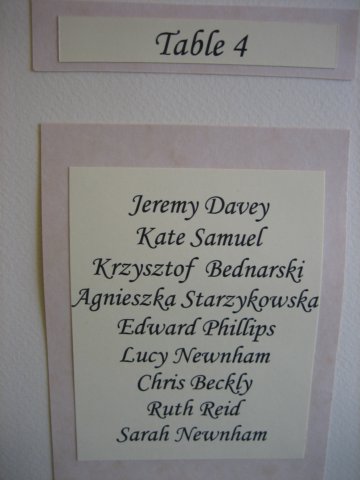 Table 4
Jeremy Davey
Kate Samuel
Krzysztof Bednarski
Agnieszka Starzykowska
Edward Phillips
Lucy Newnham
Chris Beckly
Ruth Reid
Sarah Newnham